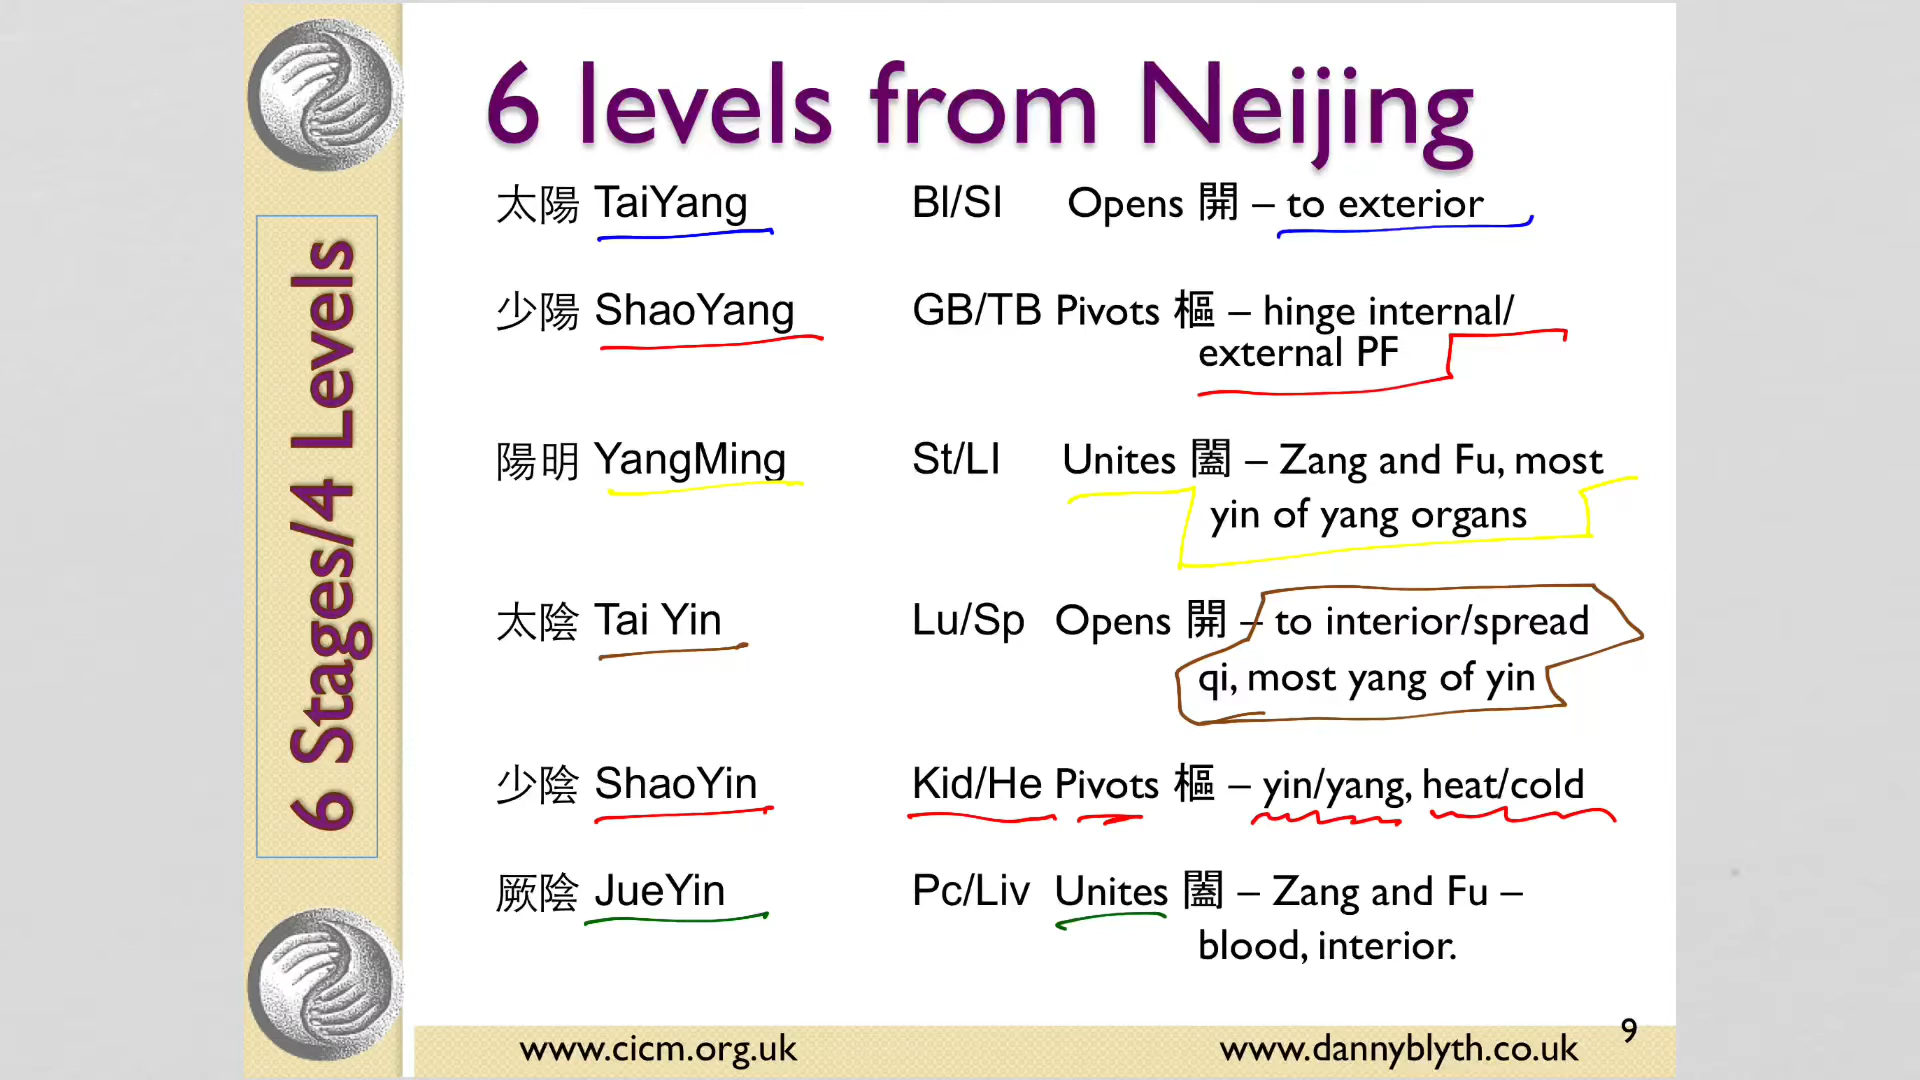 6 levels from Neijing
太陽 TaiYang Bl/SI Opens 開 – to exterior
少陽 ShaoYang GB/TB Pivots 樞 – hinge internal/
external PF
陽明 YangMing St/LI Unites 闔 – Zang and Fu, most
yin of yang organs
太陰 Tai Yin Lu/Sp Opens 開 – to interior/spread
qi, most yang of yin
少陰 ShaoYin Kid/He Pivots 樞 – yin/yang, heat/cold
厥陰 JueYin Pc/Liv Unites 闔 – Zang and Fu –
blood, interior.
6 Stages/4 Levels
www.cicm.org.uk
www.dannyblyth.co.uk
9